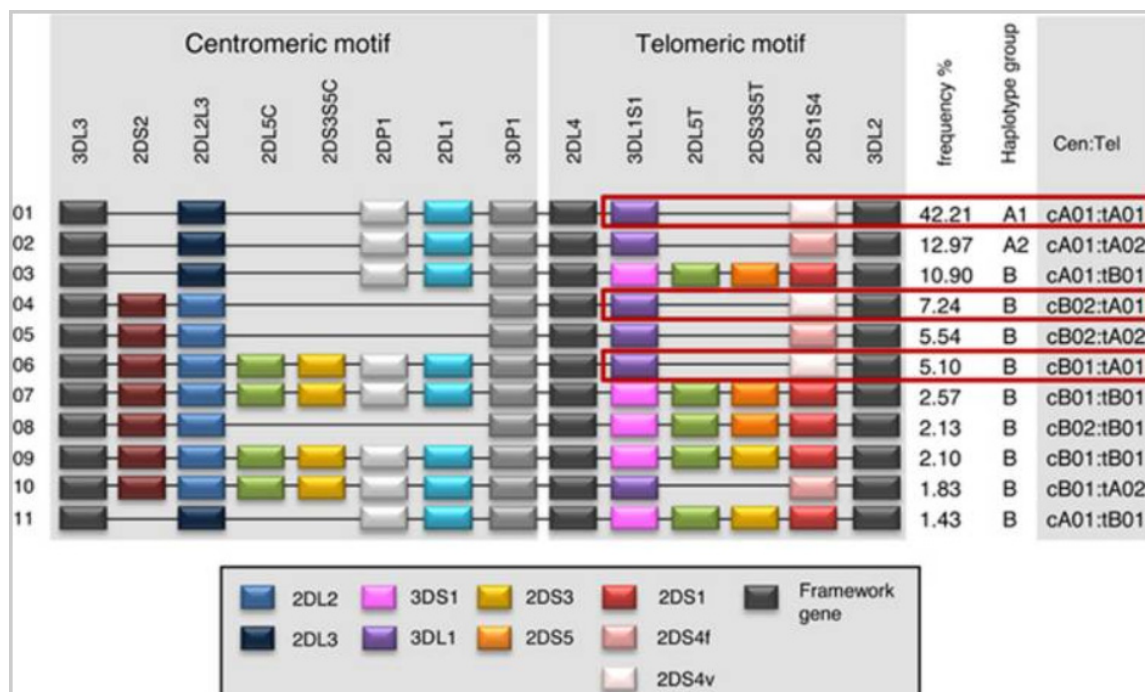 Centromeric motif
Telomeric motif
3DL3
2DS2
2DL2L3
2DL5C
2DS3S5C
2DP1
2DL1
3DP1
2DL4
3DL1S1
2DL5T
2DS3S5T
2DS1S4
3DL2
frequency %
Haplotype group
Cen:Tel
01 42.21 A1 cA01:tA01
02 12.97 A2 cA01:tA02
03 10.90 B cA01:tB01
04 7.24 B cB02:tA01
05 5.54 B cB02:tA02
06 5.10 B cB01:tA01
07 2.57 B cB01:tB01
08 2.13 B cB02:tB01
09 2.10 B cB01:tB01
10 1.83 B cB01:tA02
11 1.43 B cA01:tB01
2DL2 3DS1 2DS3 2DS1 Framework gene
2DL3 3DL1 2DS5 2DS4f
2DS4v